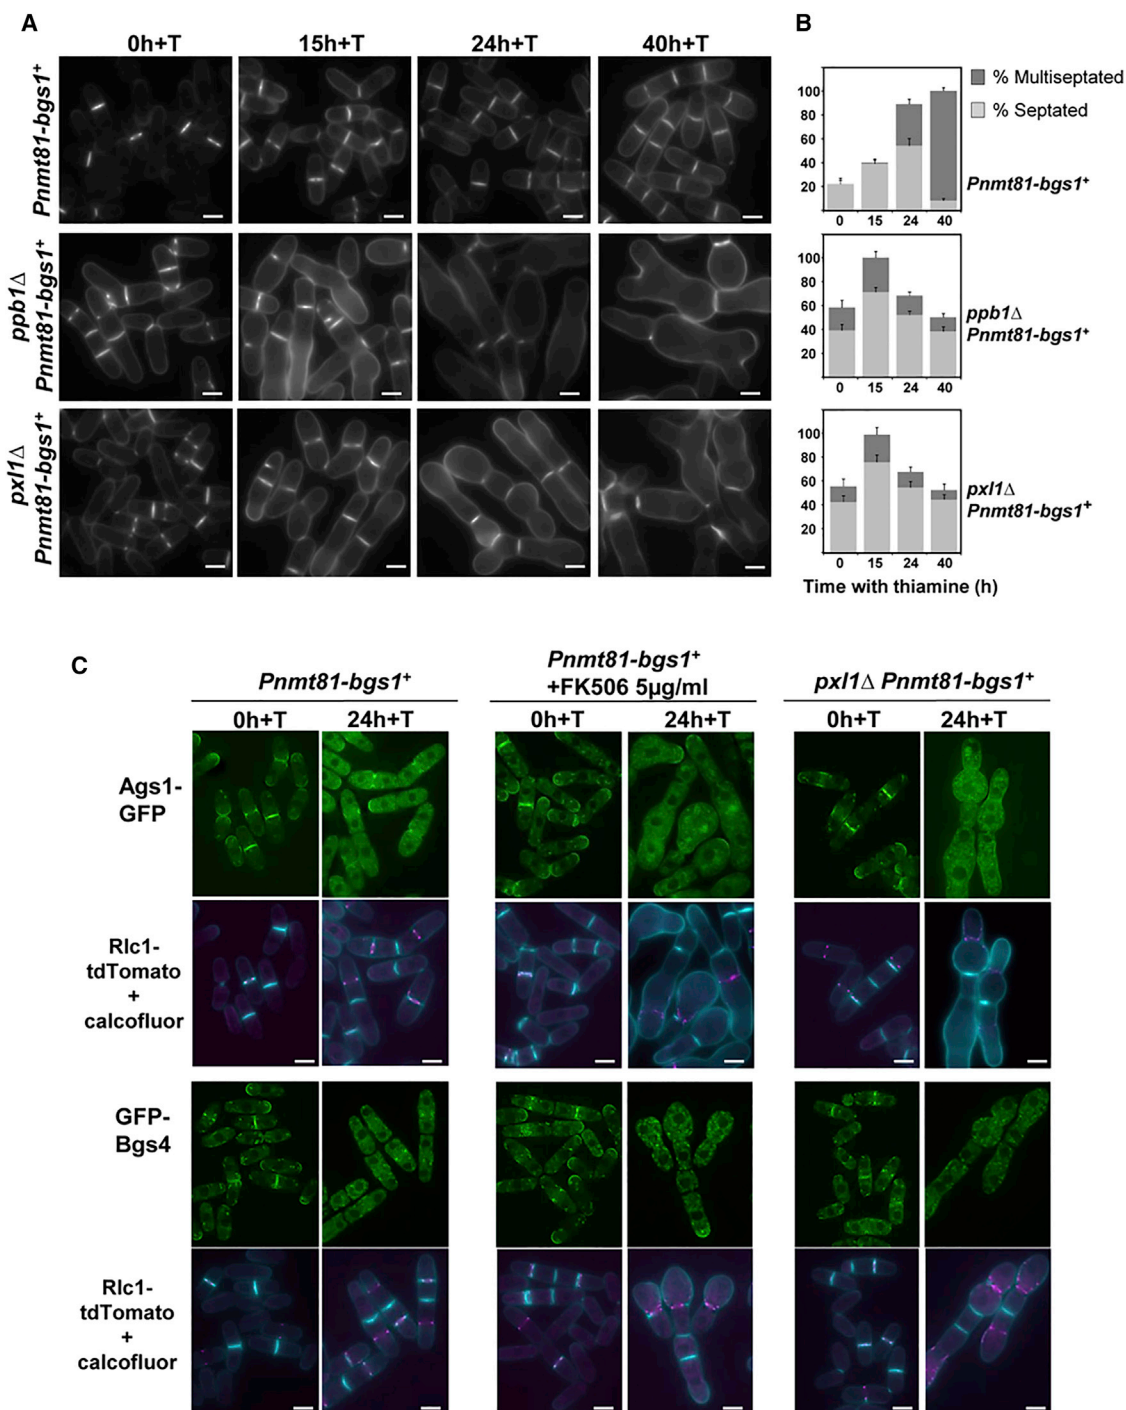 A
0h+T 15h+T 24h+T 40h+T
Pnmt81-bgs1⁺
ppb1Δ
Pnmt81-bgs1⁺
pxl1Δ
Pnmt81-bgs1⁺
B
% Multiseptated
% Septated
100
80
60
40
20
0 15 24 40
Pnmt81-bgs1⁺
100
80
60
40
20
0 15 24 40
ppb1Δ
Pnmt81-bgs1⁺
100
80
60
40
20
0 15 24 40
pxl1Δ
Pnmt81-bgs1⁺
Time with thiamine (h)
C
Pnmt81-bgs1⁺
Pnmt81-bgs1⁺
+FK506 5µg/ml
pxl1Δ Pnmt81-bgs1⁺
0h+T 24h+T 0h+T 24h+T 0h+T 24h+T
Ags1-
GFP
Rlc1-
tdTomato
+
calcofluor
GFP-
Bgs4
Rlc1-
tdTomato
+
calcofluor